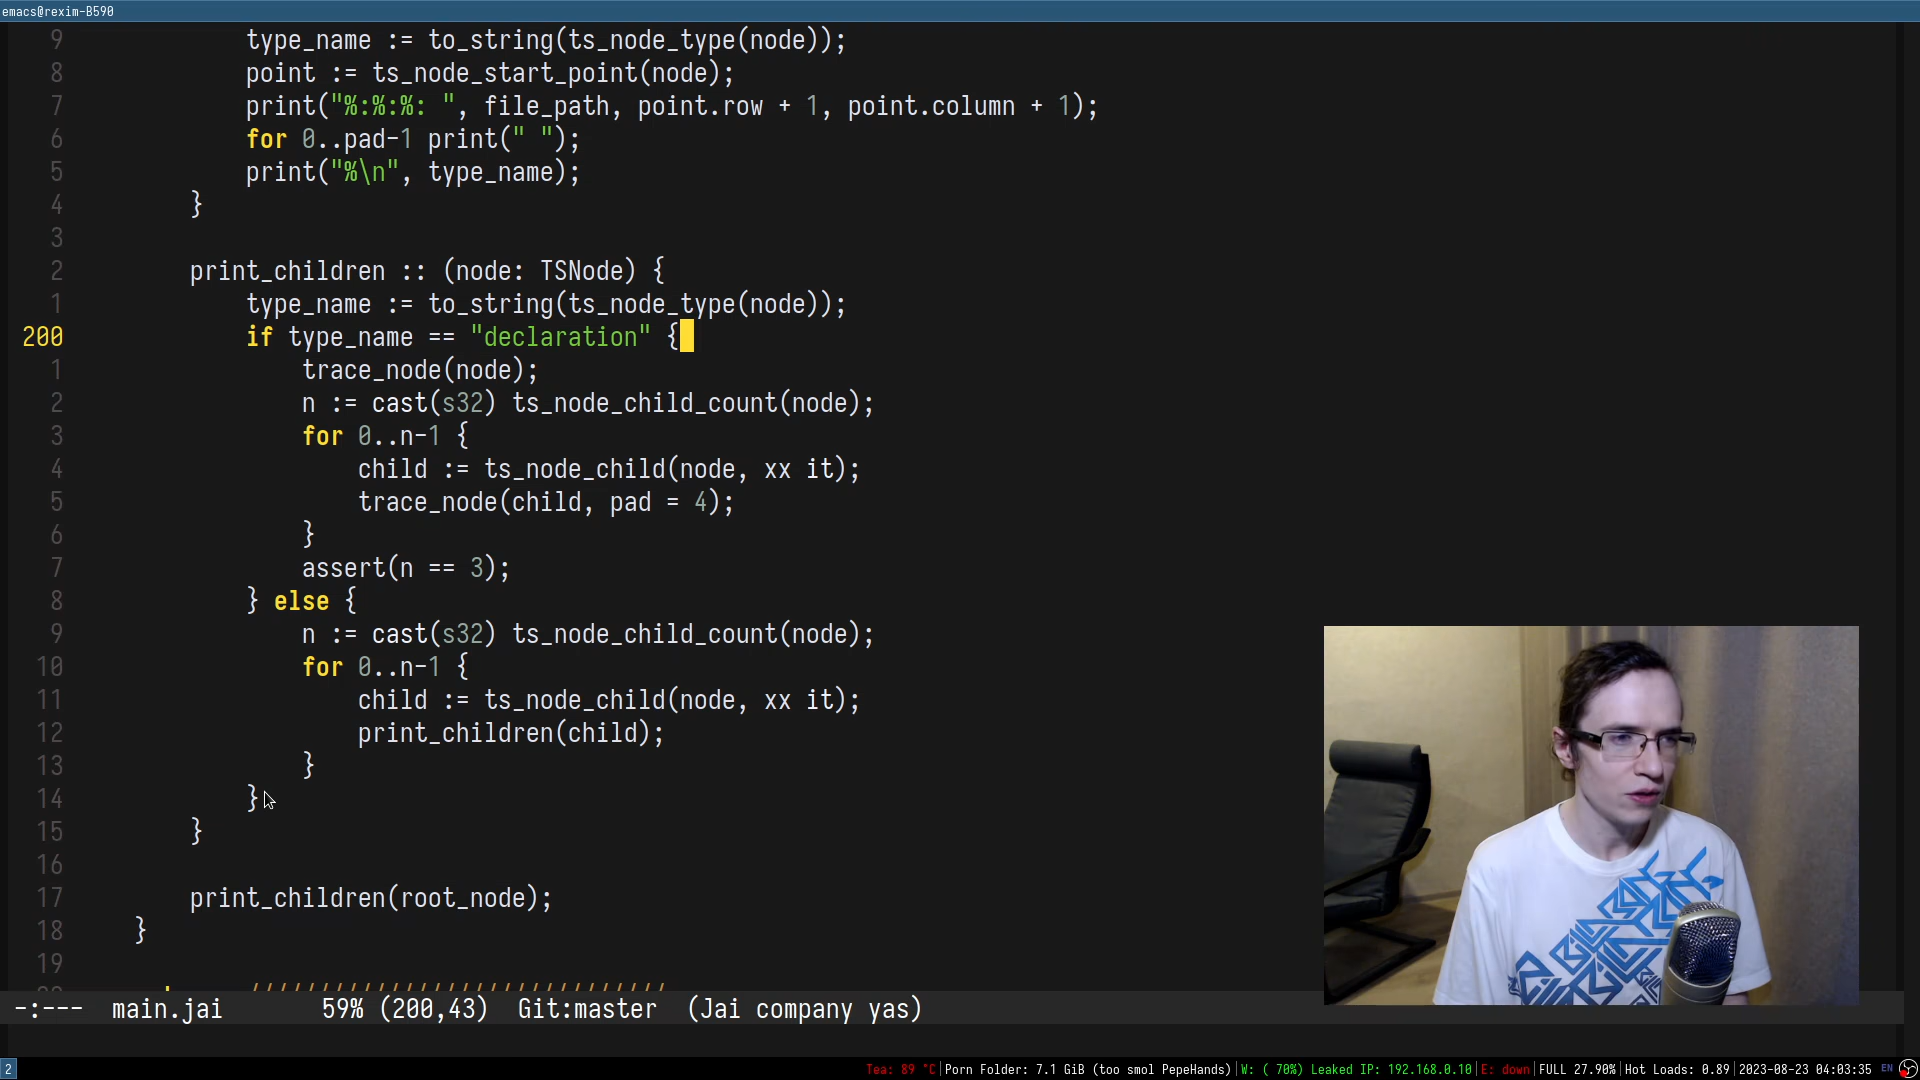 emacs@rexim-B590
9 type_name := to_string(ts_node_type(node));
8 point := ts_node_start_point(node);
7 print("%:%:%: ", file_path, point.row + 1, point.column + 1);
6 for 0..pad-1 print(" ");
5 print("%\n", type_name);
4 }
3
2 print_children :: (node: TSNode) {
1 type_name := to_string(ts_node_type(node));
200 if type_name == "declaration" {
1 trace_node(node);
2 n := cast(s32) ts_node_child_count(node);
3 for 0..n-1 {
4 child := ts_node_child(node, xx it);
5 trace_node(child, pad = 4);
6 }
7 assert(n == 3);
8 } else {
9 n := cast(s32) ts_node_child_count(node);
10 for 0..n-1 {
11 child := ts_node_child(node, xx it);
12 print_children(child);
13 }
14 }
15 }
16
17 print_children(root_node);
18 }
19
-:--- main.jai 59% (200,43) Git:master (Jai company yas)
2 Tea: 89 °C|Porn Folder: 7.1 GiB (too smol PepeHands)|W: ( 70%) Leaked IP: 192.168.0.10|E: down|FULL 27.90%|Hot Loads: 0.89|2023-08-23 04:03:35 EN